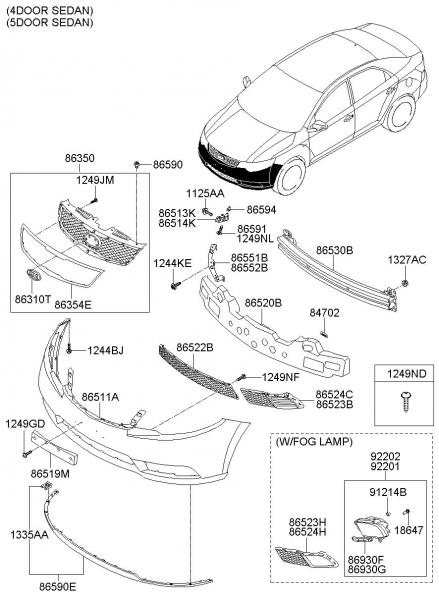 (4DOOR SEDAN)
(5DOOR SEDAN)
86350
86590
1249JM
1125AA
86594
86513K
86514K
86591
1249NL
86530B
1244KE
86551B
86552B
1327AC
86310T
86354E
86520B
84702
1244BJ
86522B
86511A
1249NF
1249ND
86524C
86523B
1249GD
(W/FOG LAMP)
92202
92201
86519M
91214B
1335AA
86523H
86524H
18647
86930F
86930G
86590E